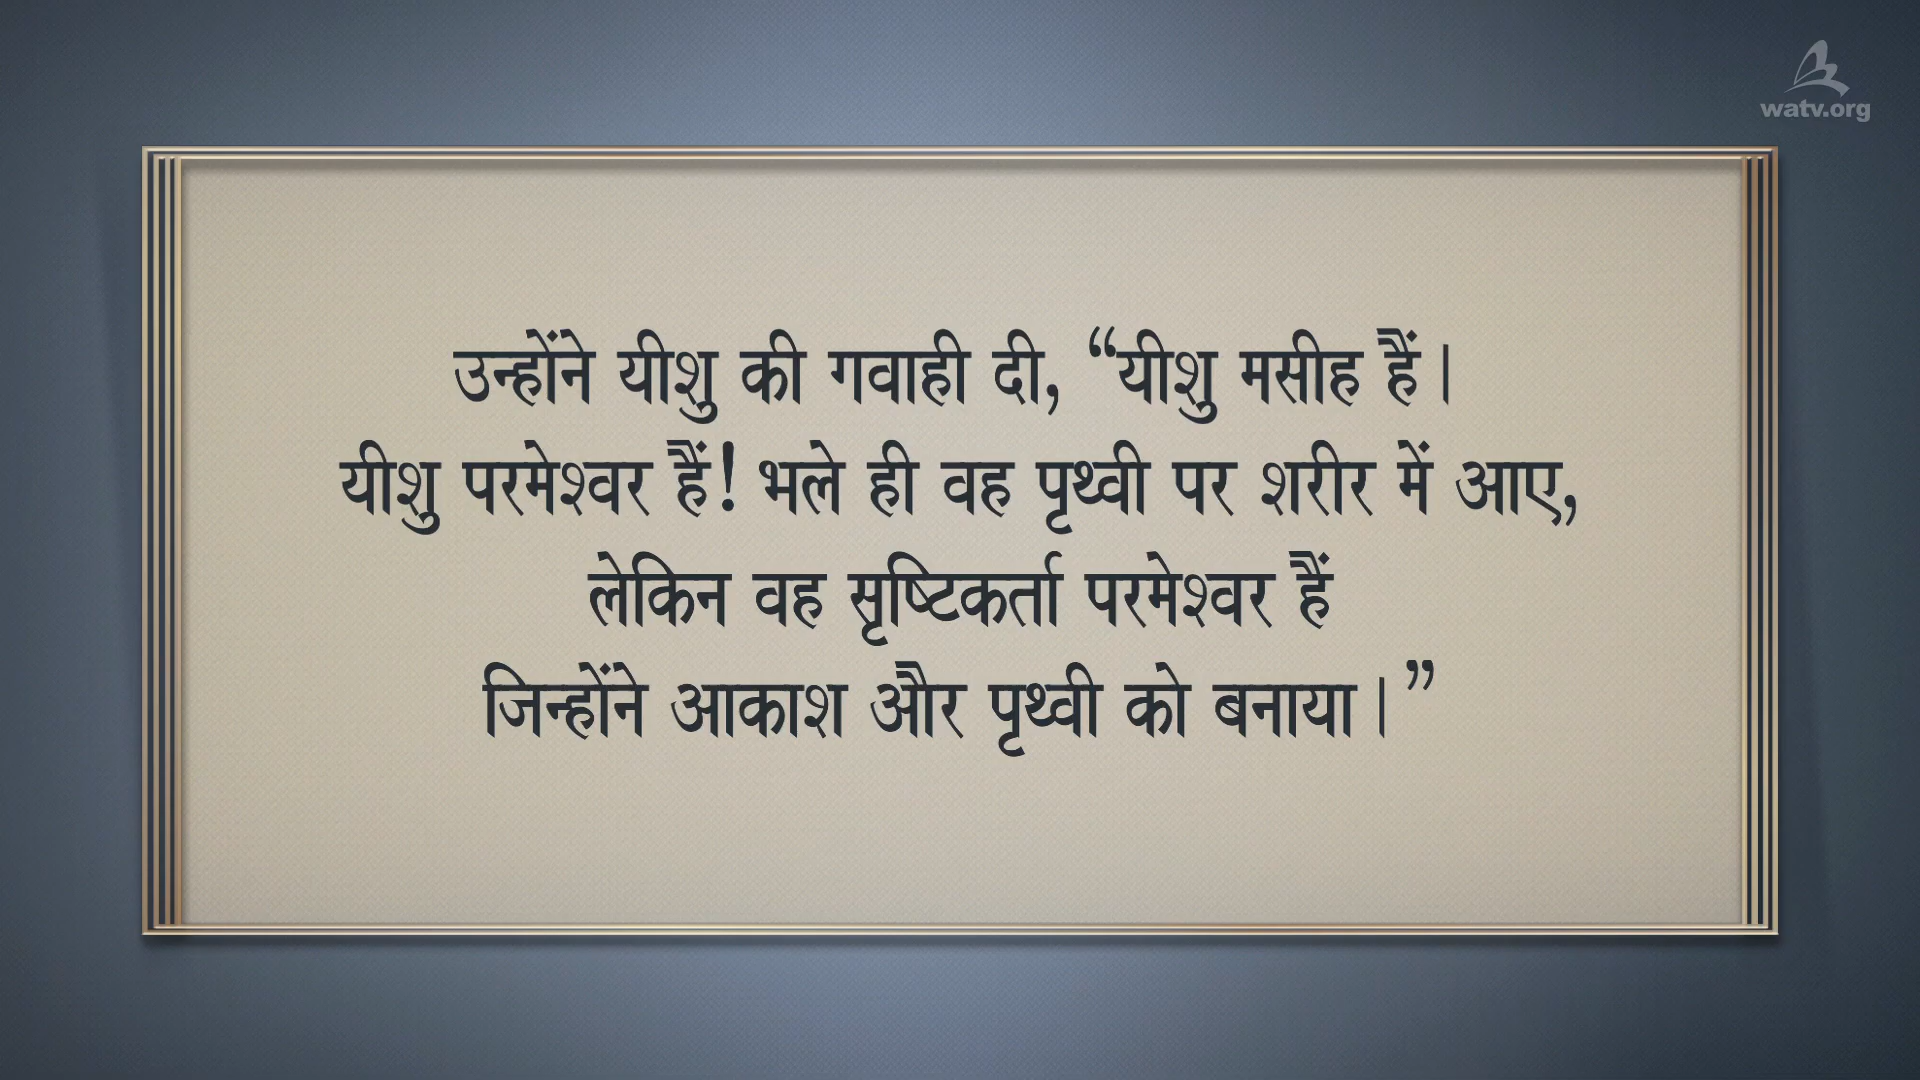 watv.org
उन्होंने यीशु की गवाही दी, “यीशु मसीह हैं।
यीशु परमेश्वर हैं! भले ही वह पृथ्वी पर शरीर में आए,
लेकिन वह सृष्टिकर्ता परमेश्वर हैं
जिन्होंने आकाश और पृथ्वी को बनाया।”